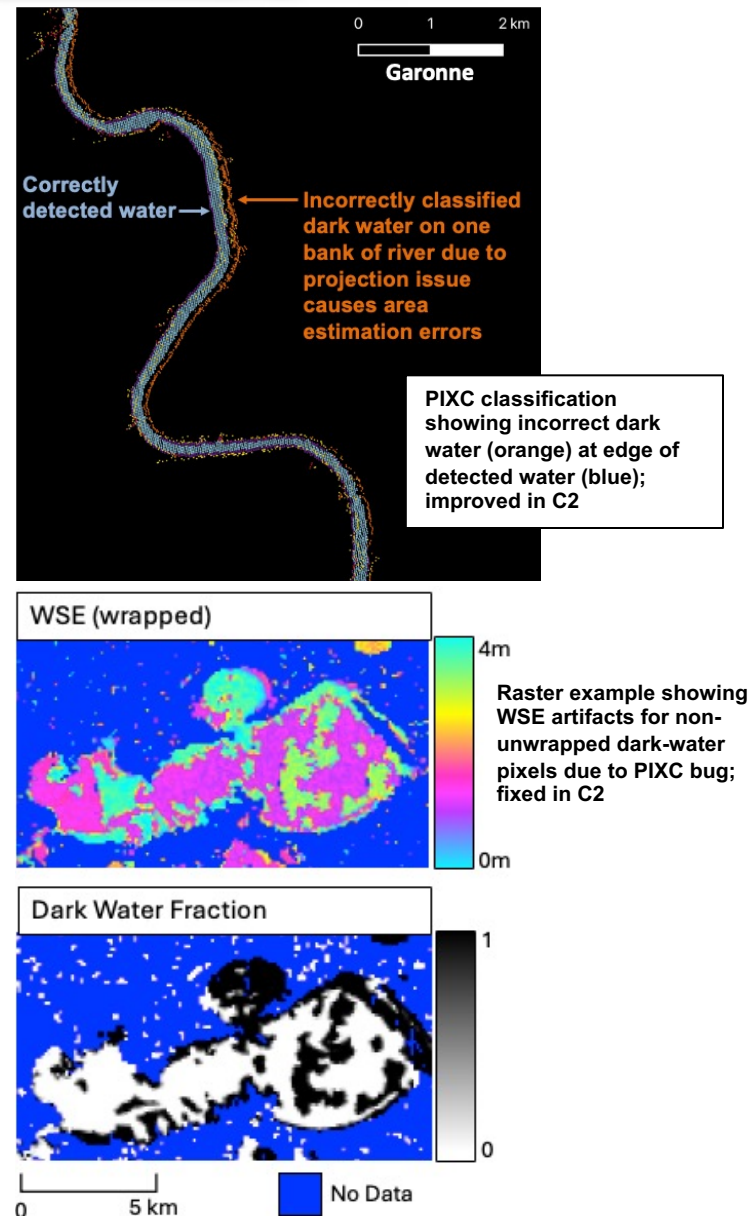 0 1 2 km
Garonne
Correctly
detected water
Incorrectly classified
dark water on one
bank of river due to
projection issue
causes area
estimation errors
PIXC classification
showing incorrect dark
water (orange) at edge of
detected water (blue);
improved in C2
WSE (wrapped)
4m
0m
Raster example showing
WSE artifacts for non-
unwrapped dark-water
pixels due to PIXC bug;
fixed in C2
Dark Water Fraction
1
0
0 5 km
No Data